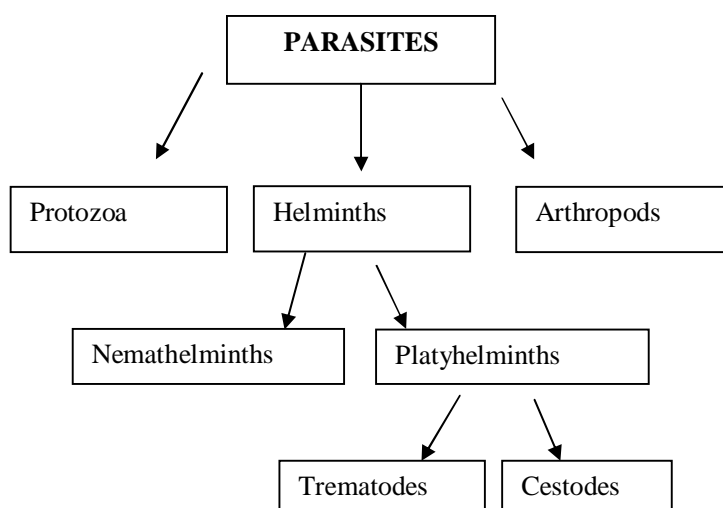 PARASITES
Protozoa
Helminths
Arthropods
Nemathelminths
Platyhelminths
Trematodes
Cestodes